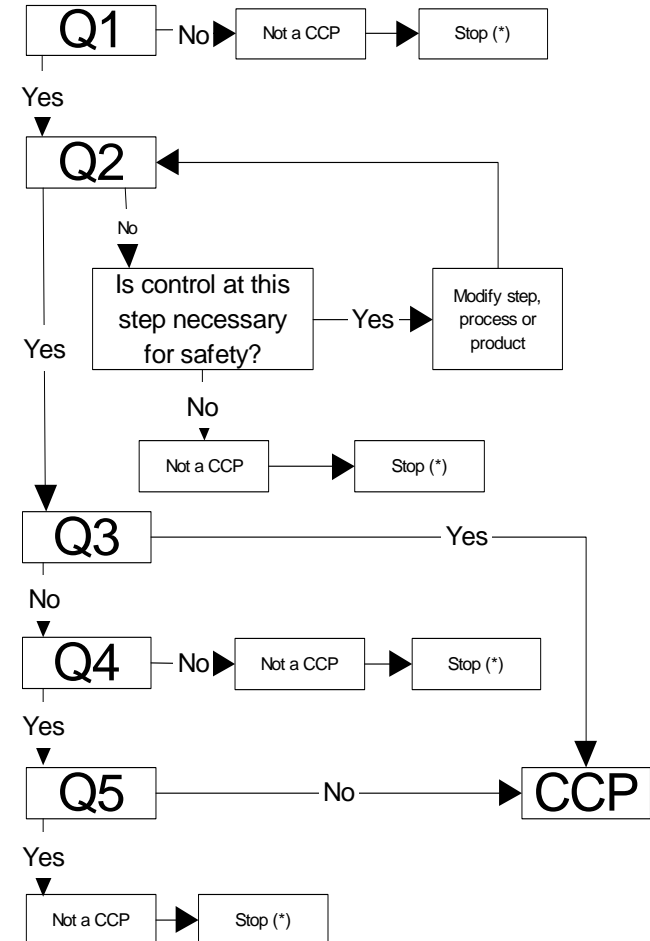 Q1
No
Not a CCP
Stop (*)
Yes
Q2
No
Is control at this
step necessary
for safety?
Yes
Modify step,
process or
product
Yes
No
Not a CCP
Stop (*)
Q3
Yes
No
Q4
No
Not a CCP
Stop (*)
Yes
Q5
No
CCP
Yes
Not a CCP
Stop (*)